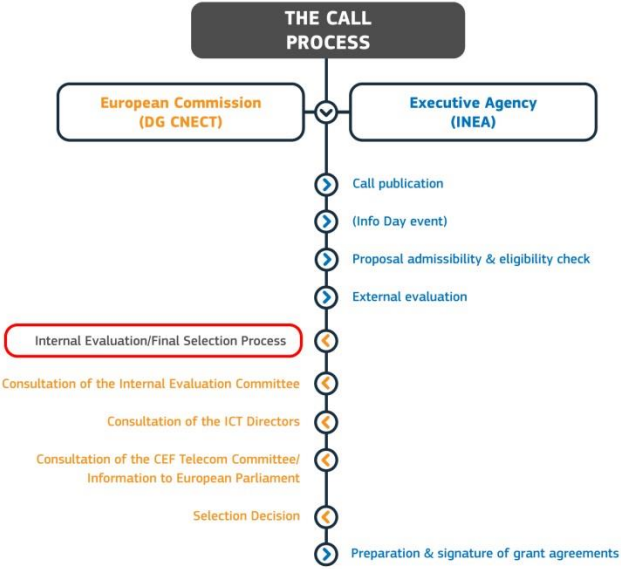 THE CALL
PROCESS
European Commission
(DG CNECT)
Executive Agency
(INEA)
Call publication
(Info Day event)
Proposal admissibility & eligibility check
External evaluation
Internal Evaluation/Final Selection Process
Consultation of the Internal Evaluation Committee
Consultation of the ICT Directors
Consultation of the CEF Telecom Committee/
Information to European Parliament
Selection Decision
Preparation & signature of grant agreements